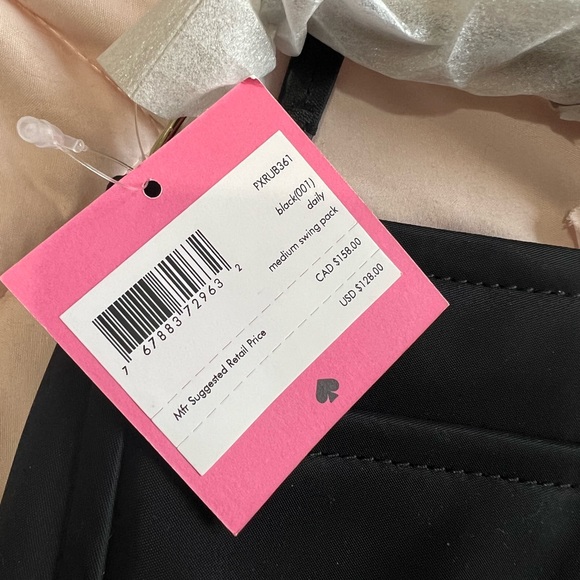 PXRUB361
black(001)
daily
medium swing pack
7 67883 72963 2
CAD $158.00
USD $128.00
Mfr Suggested Retail Price